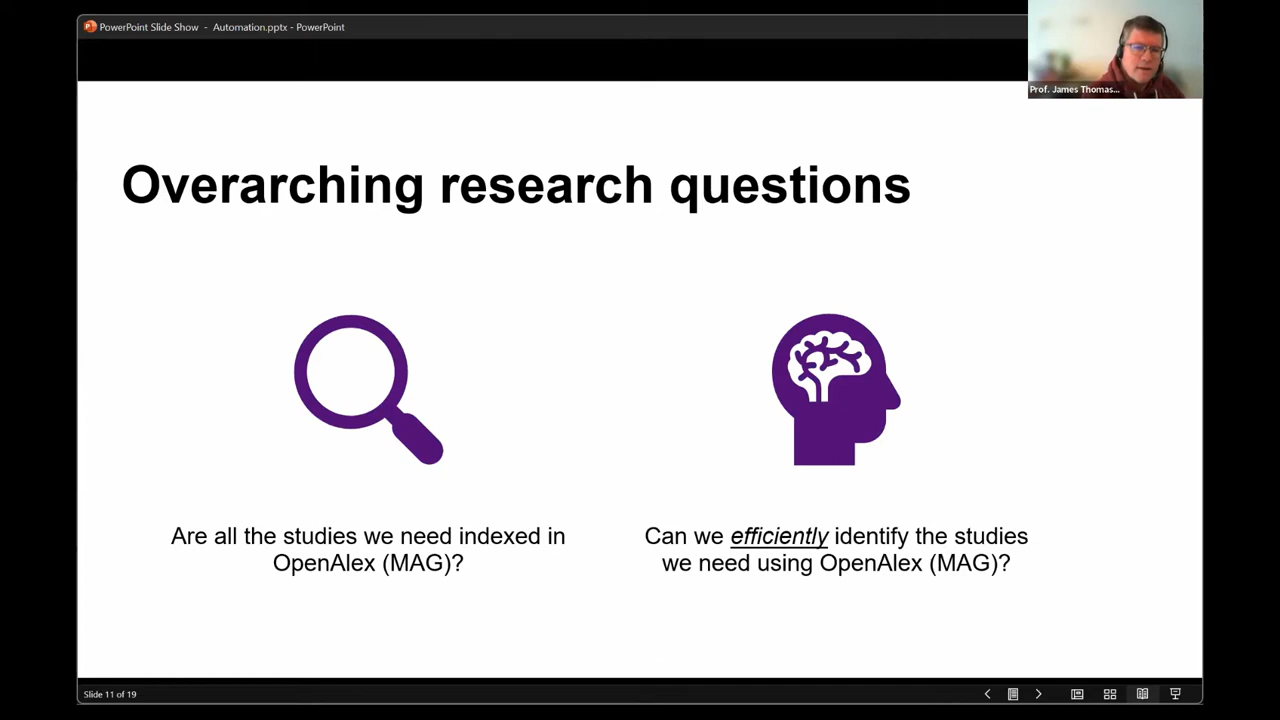 PowerPoint Slide Show - Automation.pptx - PowerPoint
Prof. James Thomas...
Overarching research questions
Are all the studies we need indexed in
OpenAlex (MAG)?
Can we efficiently identify the studies
we need using OpenAlex (MAG)?
Slide 11 of 19